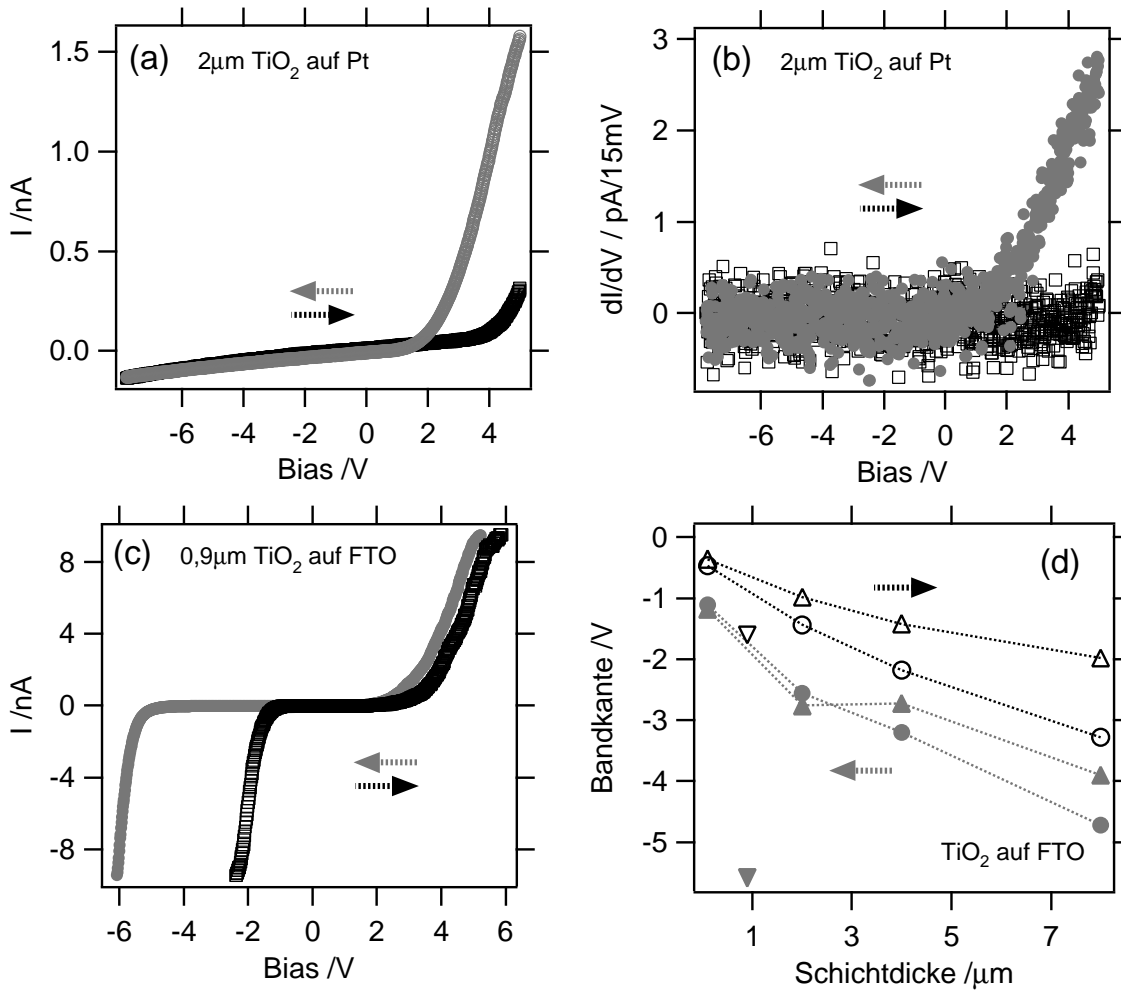 (a) 2μm TiO2 auf Pt
I /nA
1.5
1.0
0.5
0.0
-6 -4 -2 0 2 4
Bias /V
(b) 2μm TiO2 auf Pt
dI/dV / pA/15mV
3
2
1
0
-6 -4 -2 0 2 4
Bias /V
(c) 0,9μm TiO2 auf FTO
I /nA
8
4
0
-4
-8
-6 -4 -2 0 2 4 6
Bias /V
(d)
Bandkante /V
0
-1
-2
-3
-4
-5
TiO2 auf FTO
1 3 5 7
Schichtdicke /μm